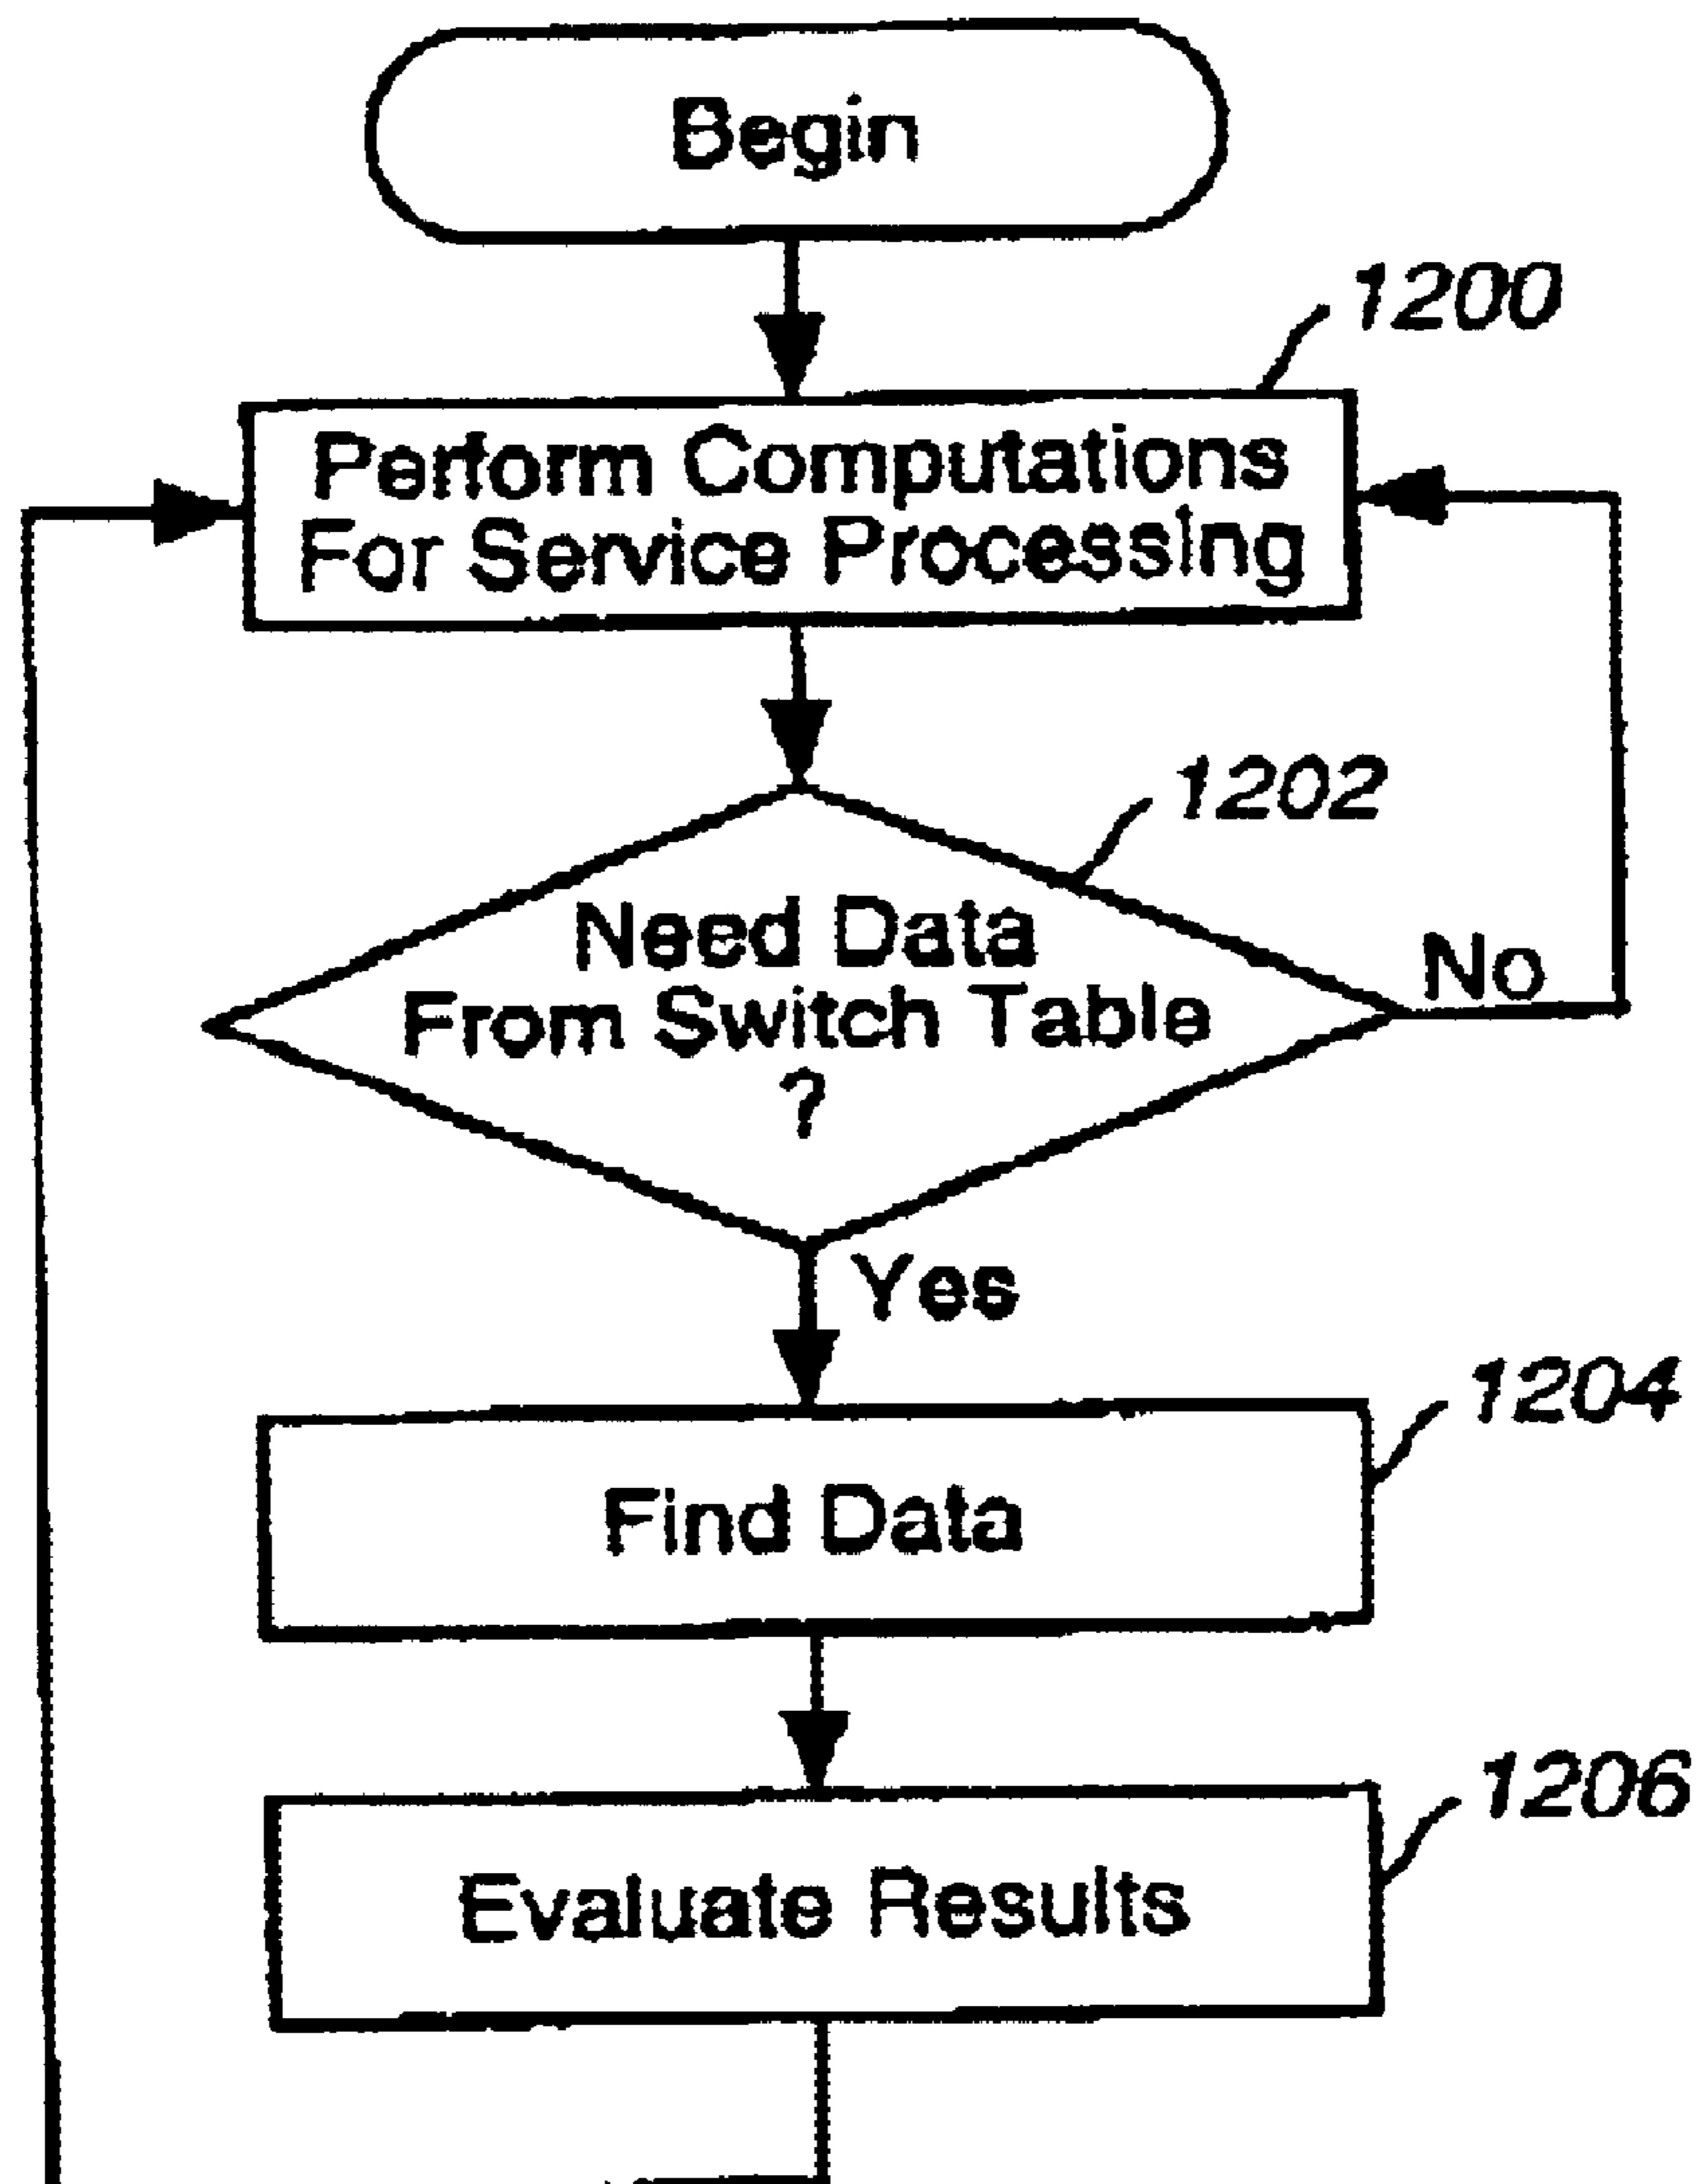 Begin
1200
Perform Computations
For Service Processing
1202
Need Data
From Switch Table
?
No
Yes
1204
Find Data
1206
Evaluate Results